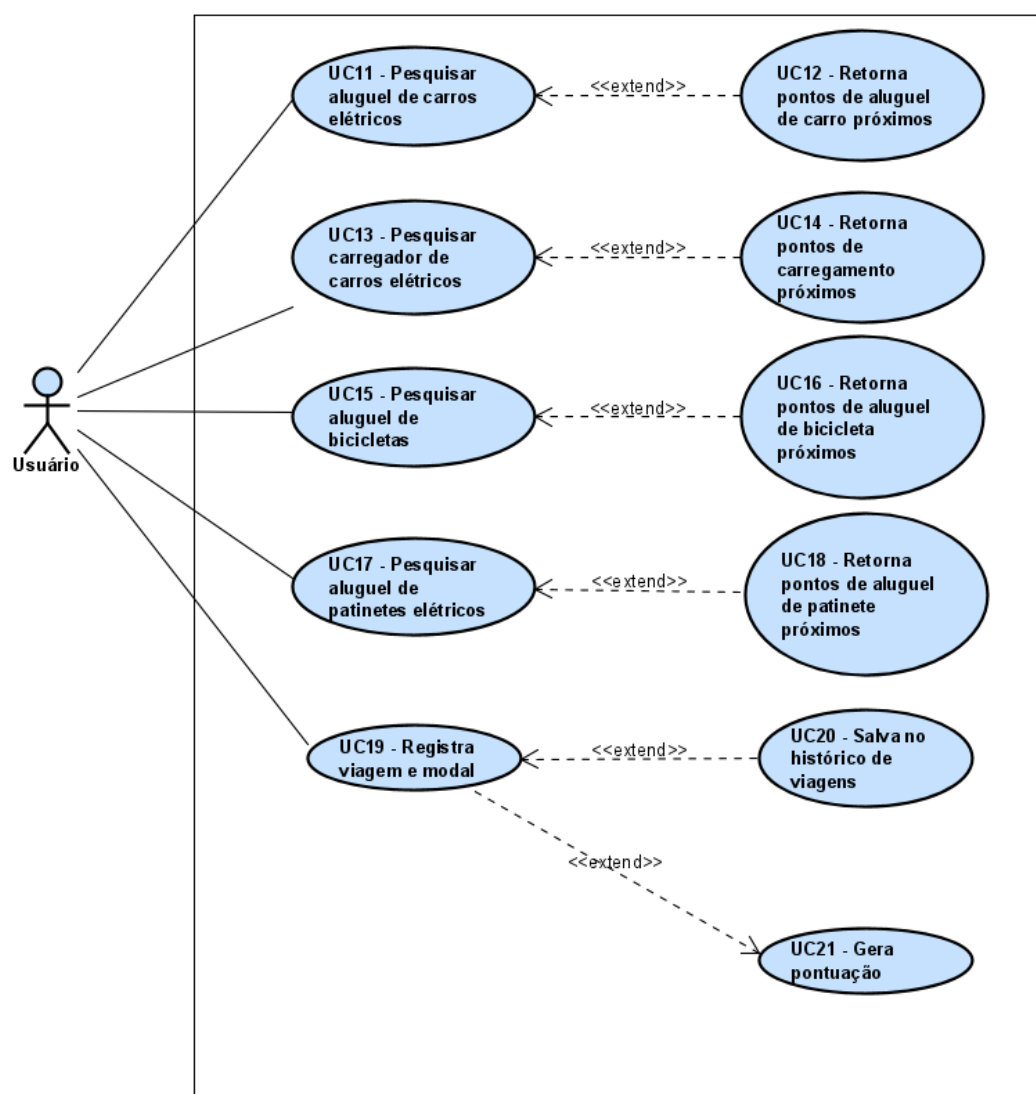 UC11 - Pesquisar
aluguel de carros
elétricos
<<extend>>
UC12 - Retorna
pontos de aluguel
de carro próximos
UC13 - Pesquisar
carregador de
carros elétricos
<<extend>>
UC14 - Retorna
pontos de
carregamento
próximos
Usuário
UC15 - Pesquisar
aluguel de
bicicletas
<<extend>>
UC16 - Retorna
pontos de aluguel
de bicicleta
próximos
UC17 - Pesquisar
aluguel de
patinetes elétricos
<<extend>>
UC18 - Retorna
pontos de aluguel
de patinete
próximos
UC19 - Registra
viagem e modal
<<extend>>
UC20 - Salva no
histórico de
viagens
<<extend>>
UC21 - Gera
pontuação